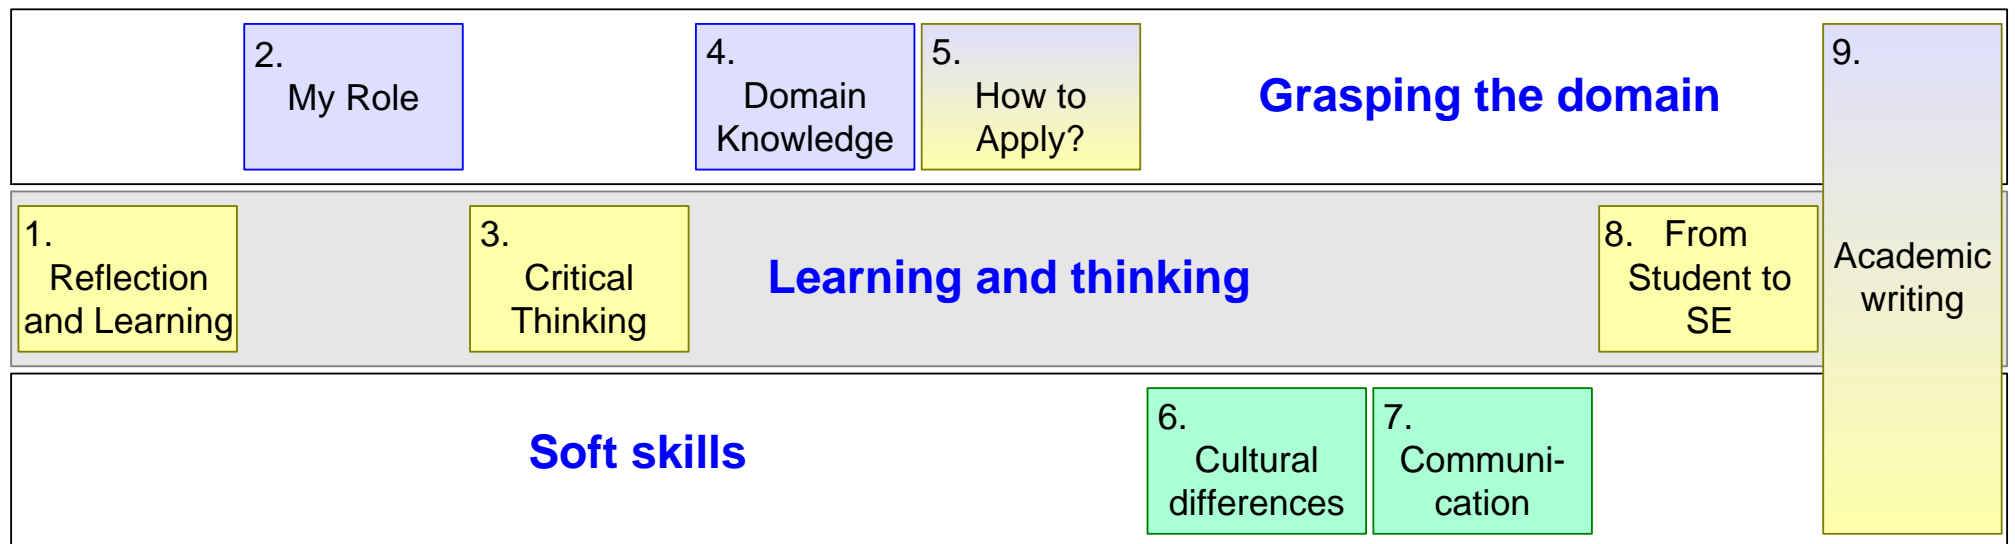 2.
My Role
4.
Domain
Knowledge
5.
How to
Apply?
Grasping the domain
9.
Academic
writing
1.
Reflection
and Learning
3.
Critical
Thinking
Learning and thinking
8. From
Student to
SE
Soft skills
6.
Cultural
differences
7.
Communi-
cation